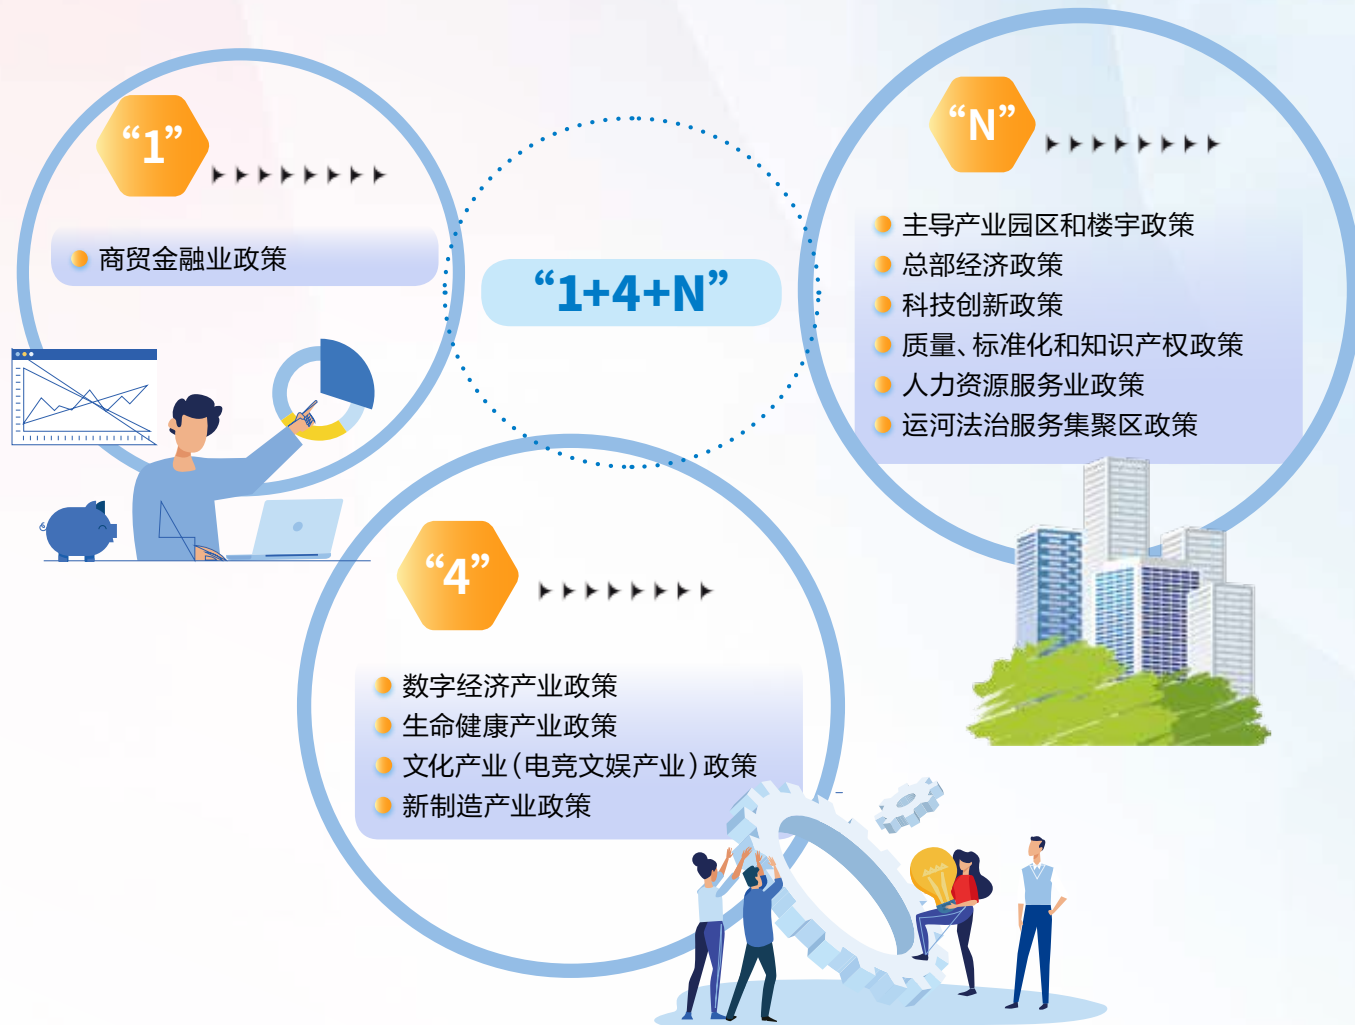 “1”
商贸金融业政策
“1+4+N”
“N”
主导产业园区和楼宇政策
总部经济政策
科技创新政策
质量、标准化和知识产权政策
人力资源服务业政策
运河法治服务集聚区政策
“4”
数字经济产业政策
生命健康产业政策
文化产业(电竞文娱产业)政策
新制造产业政策